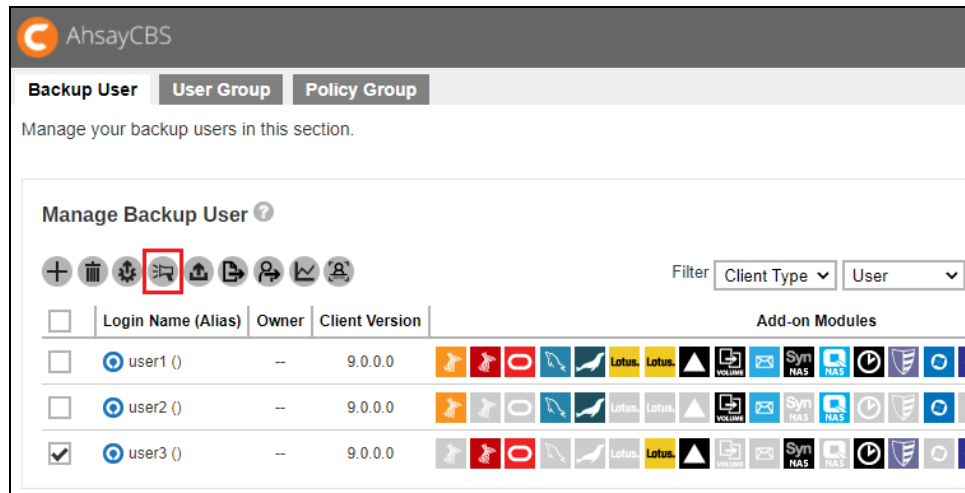 AhsayCBS
Backup User User Group Policy Group
Manage your backup users in this section.
Manage Backup User ?
Filter Client Type User
Login Name (Alias) Owner Client Version Add-on Modules
user1 () -- 9.0.0.0 Lotus. Lotus. VOLUME Syn NAS NAS
user2 () -- 9.0.0.0 Lotus. Lotus. VOLUME Syn NAS NAS
user3 () -- 9.0.0.0 Lotus. Lotus. VOLUME Syn NAS NAS